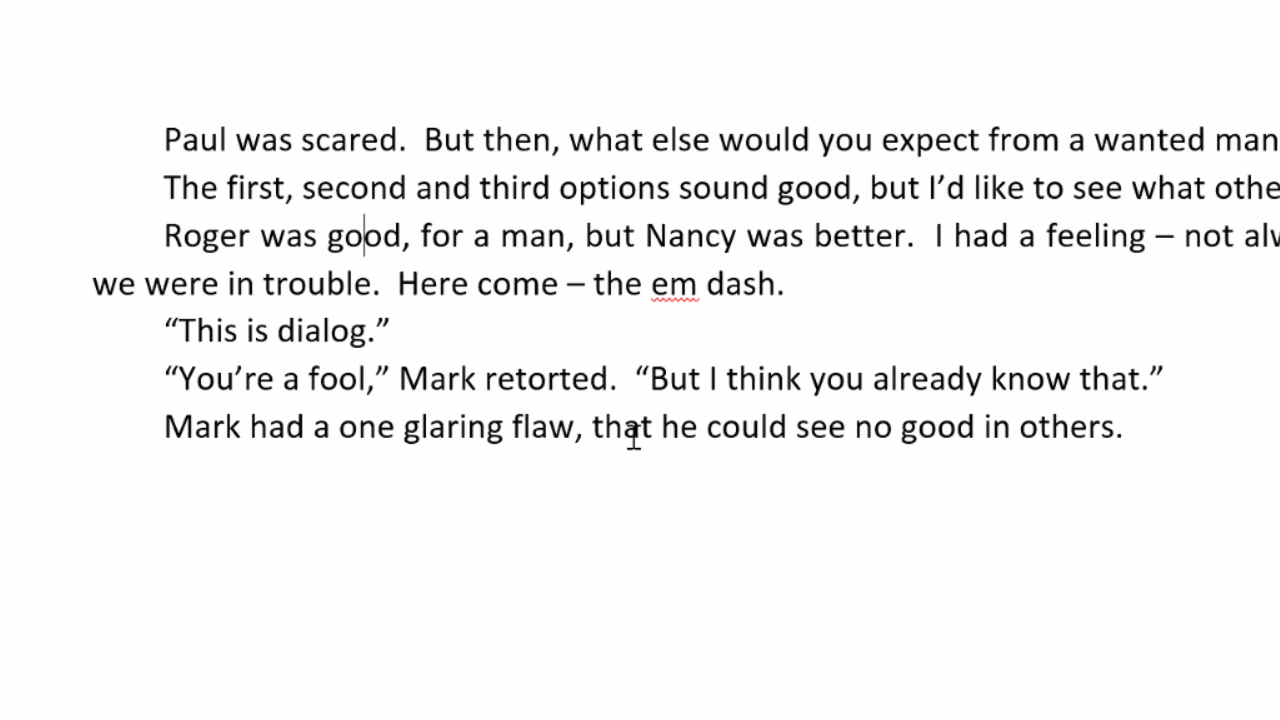 Paul was scared.  But then, what else would you expect from a wanted man
The first, second and third options sound good, but I’d like to see what
Roger was good, for a man, but Nancy was better.  I had a feeling – not
we were in trouble.  Here come – the em dash.
“This is dialog.”
“You’re a fool,” Mark retorted.  “But I think you already know that.”
Mark had a one glaring flaw, that he could see no good in others.